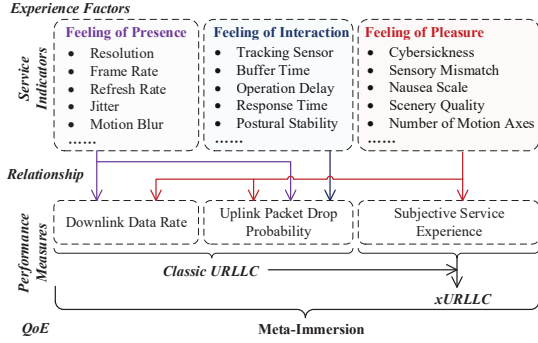 Experience Factors
Service Indicators
Feeling of Presence
• Resolution
• Frame Rate
• Refresh Rate
• Jitter
• Motion Blur
......
Feeling of Interaction
• Tracking Sensor
• Buffer Time
• Operation Delay
• Response Time
• Postural Stability
......
Feeling of Pleasure
• Cybersickness
• Sensory Mismatch
• Nausea Scale
• Scenery Quality
• Number of Motion Axes
......
Relationship
Performance Measures
Downlink Data Rate
Uplink Packet Drop
Probability
Subjective Service
Experience
Classic URLLC
xURLLC
QoE
Meta-Immersion